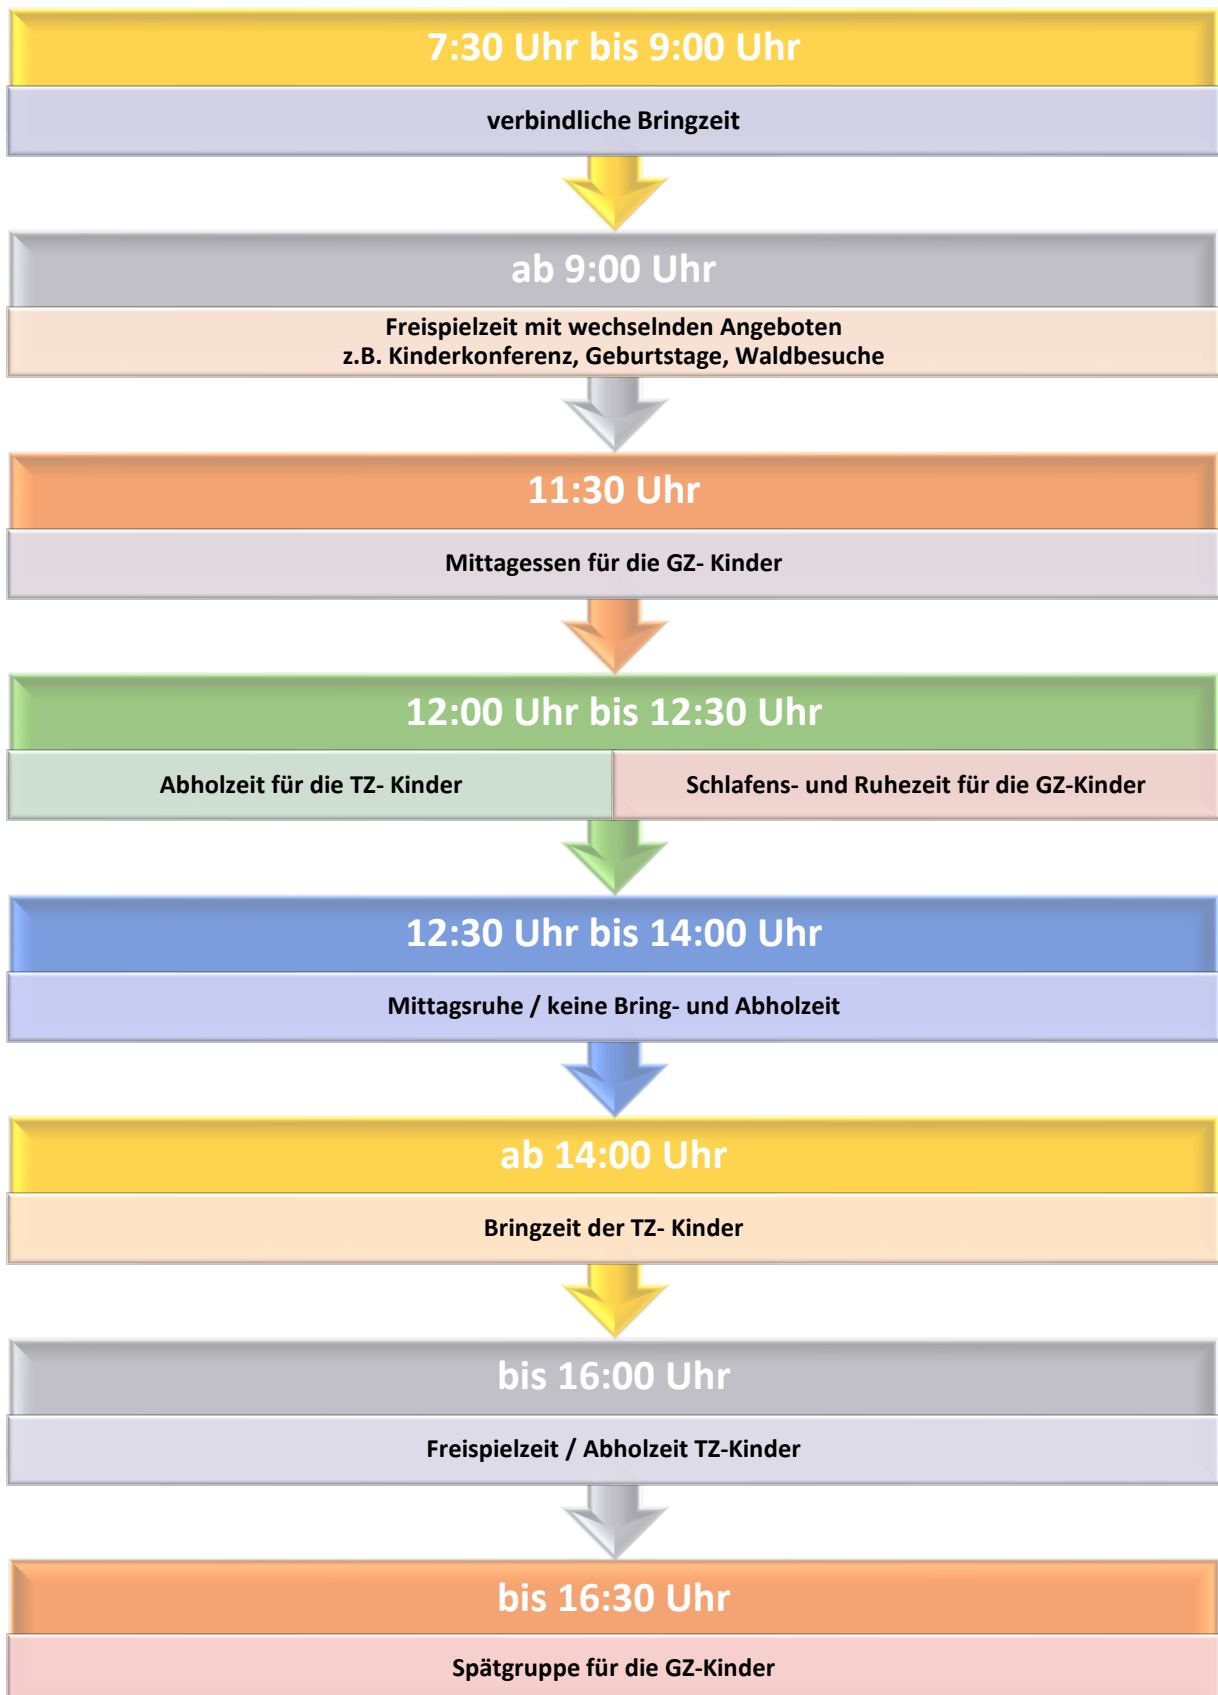 7:30 Uhr bis 9:00 Uhr
verbindliche Bringzeit
ab 9:00 Uhr
Freispielzeit mit wechselnden Angeboten
z.B. Kinderkonferenz, Geburtstage, Waldbesuche
11:30 Uhr
Mittagessen für die GZ- Kinder
12:00 Uhr bis 12:30 Uhr
Abholzeit für die TZ- Kinder
Schlafens- und Ruhezeit für die GZ-Kinder
12:30 Uhr bis 14:00 Uhr
Mittagsruhe / keine Bring- und Abholzeit
ab 14:00 Uhr
Bringzeit der TZ- Kinder
bis 16:00 Uhr
Freispielzeit / Abholzeit TZ-Kinder
bis 16:30 Uhr
Spätgruppe für die GZ-Kinder